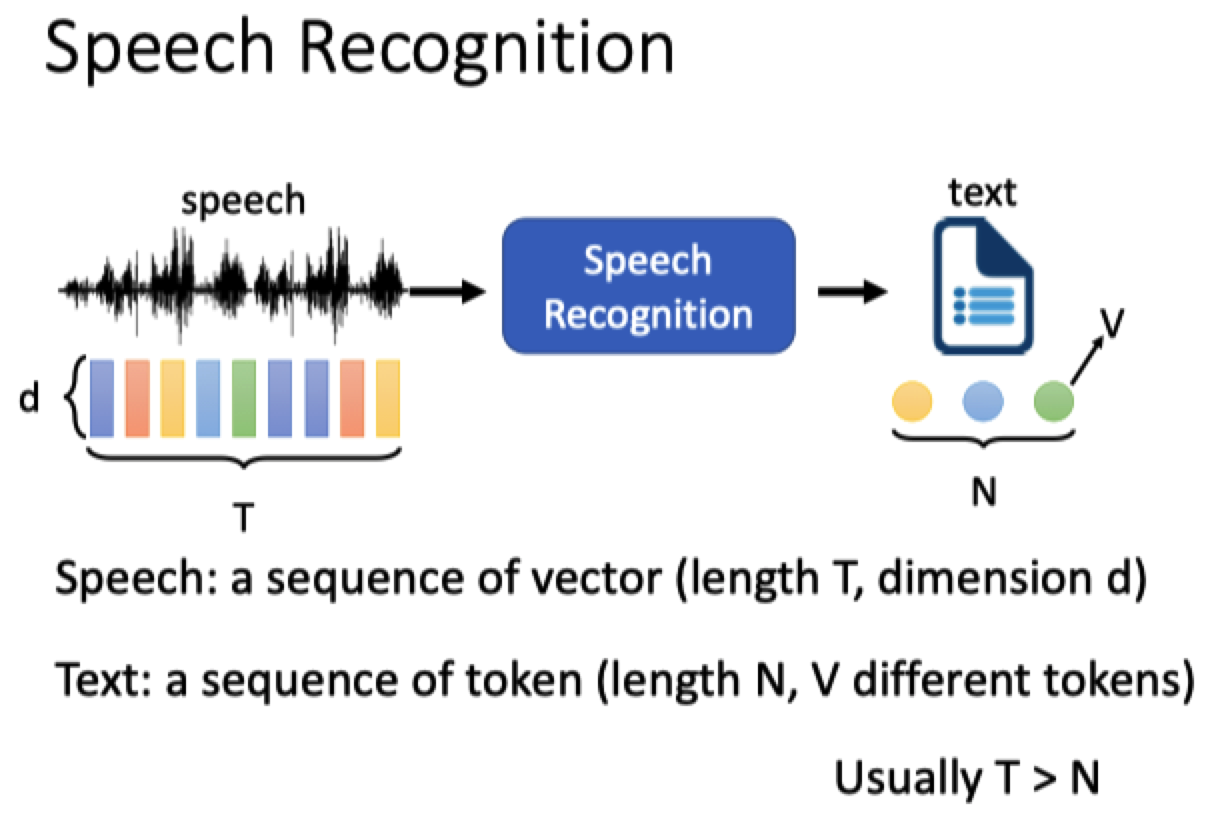 Speech Recognition
speech
Speech
Recognition
text
V
d
T
N
Speech: a sequence of vector (length T, dimension d)
Text: a sequence of token (length N, V different tokens)
Usually T > N